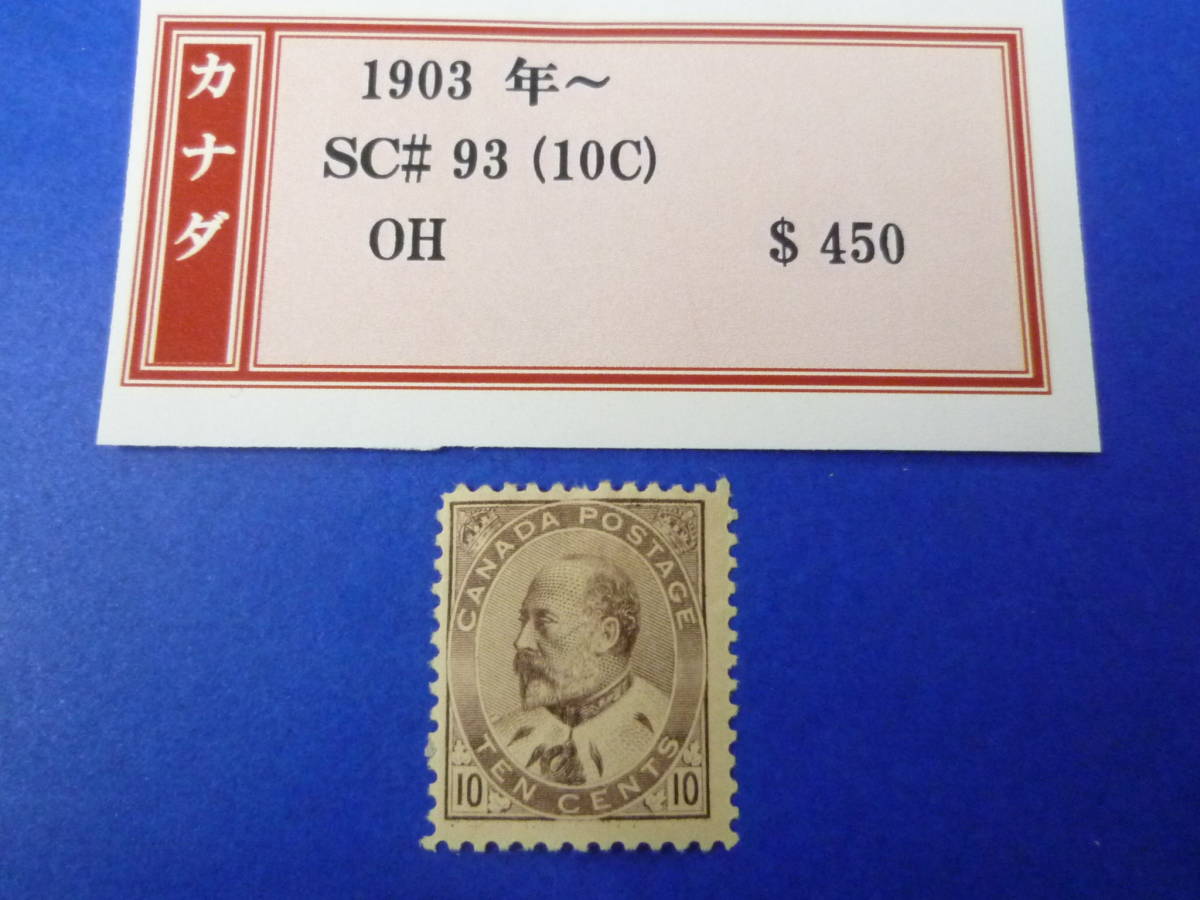 カナダ
1903 年～
SC# 93 (10C)
OH $ 450
CANADA POSTAGE
TEN CENTS
10 10